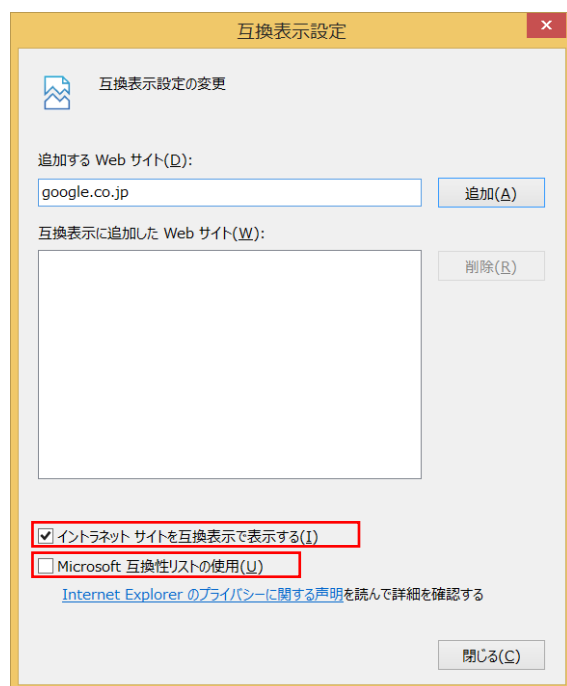 互換表示設定
互換表示設定の変更
追加する Web サイト(D):
google.co.jp
追加(A)
互換表示に追加した Web サイト(W):
削除(R)
イントラネット サイトを互換表示で表示する(I)
Microsoft 互換性リストの使用(U)
Internet Explorer のプライバシーに関する声明を読んで詳細を確認する
閉じる(C)